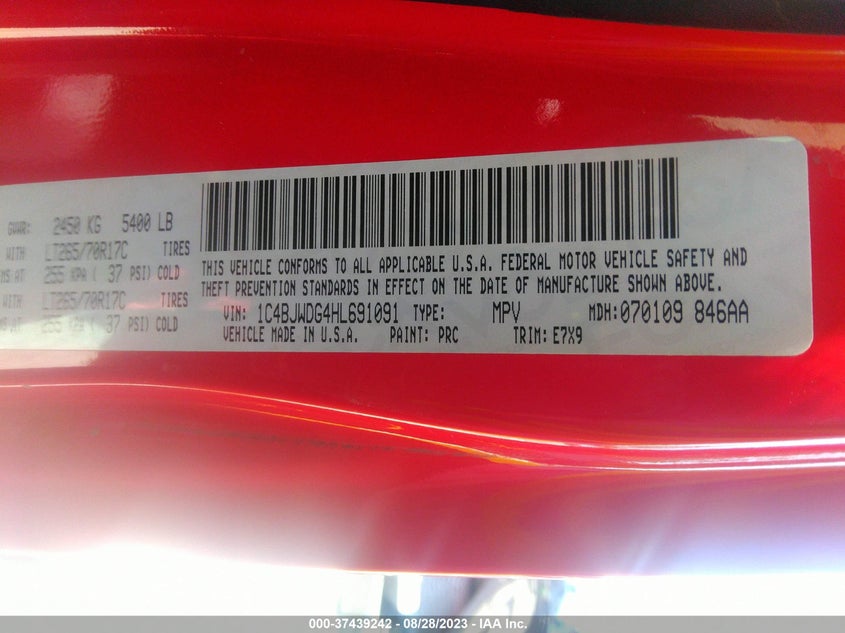 GVWR: 2450 KG 5400 LB
WITH LT265/70R17C TIRES
MS AT 255 KPA ( 37 PSI) COLD
WITH LT265/70R17C TIRES
MS AT 255 KPA ( 37 PSI) COLD
THIS VEHICLE CONFORMS TO ALL APPLICABLE U.S.A. FEDERAL MOTOR VEHICLE SAFETY AND
THEFT PREVENTION STANDARDS IN EFFECT ON THE DATE OF MANUFACTURE SHOWN ABOVE.
VIN: 1C4BJWDG4HL691091 TYPE: MPV MDH:070109 846AA
VEHICLE MADE IN U.S.A. PAINT: PRC TRIM: E7X9
000-37439242 - 08/28/2023 - IAA Inc.